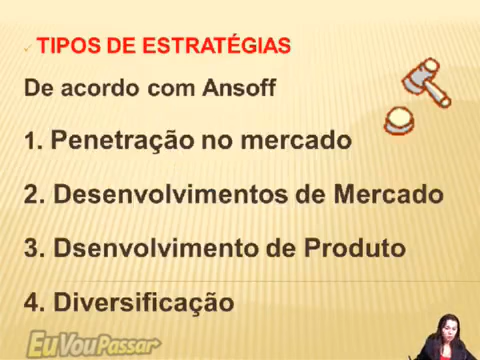 TIPOS DE ESTRATÉGIAS
De acordo com Ansoff
1. Penetração no mercado
2. Desenvolvimentos de Mercado
3. Dsenvolvimento de Produto
4. Diversificação
EuVouPassar